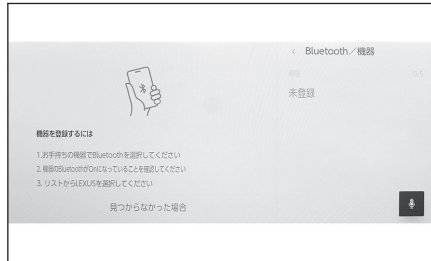 ‹ Bluetooth／機器
0/5
未登録
機器を登録するには
1.お手持ちの機器でBluetoothを選択してください
2. 機器のBluetoothがOnになっていることを確認してください
3. リストからLEXUSを選択してください
見つからなかった場合